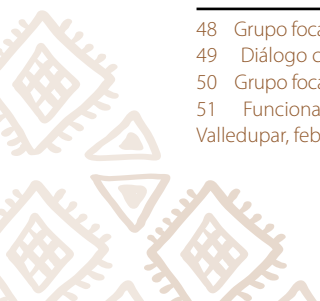 48 Grupo foca
49 Diálogo c
50 Grupo foca
51 Funciona
Valledupar, feb